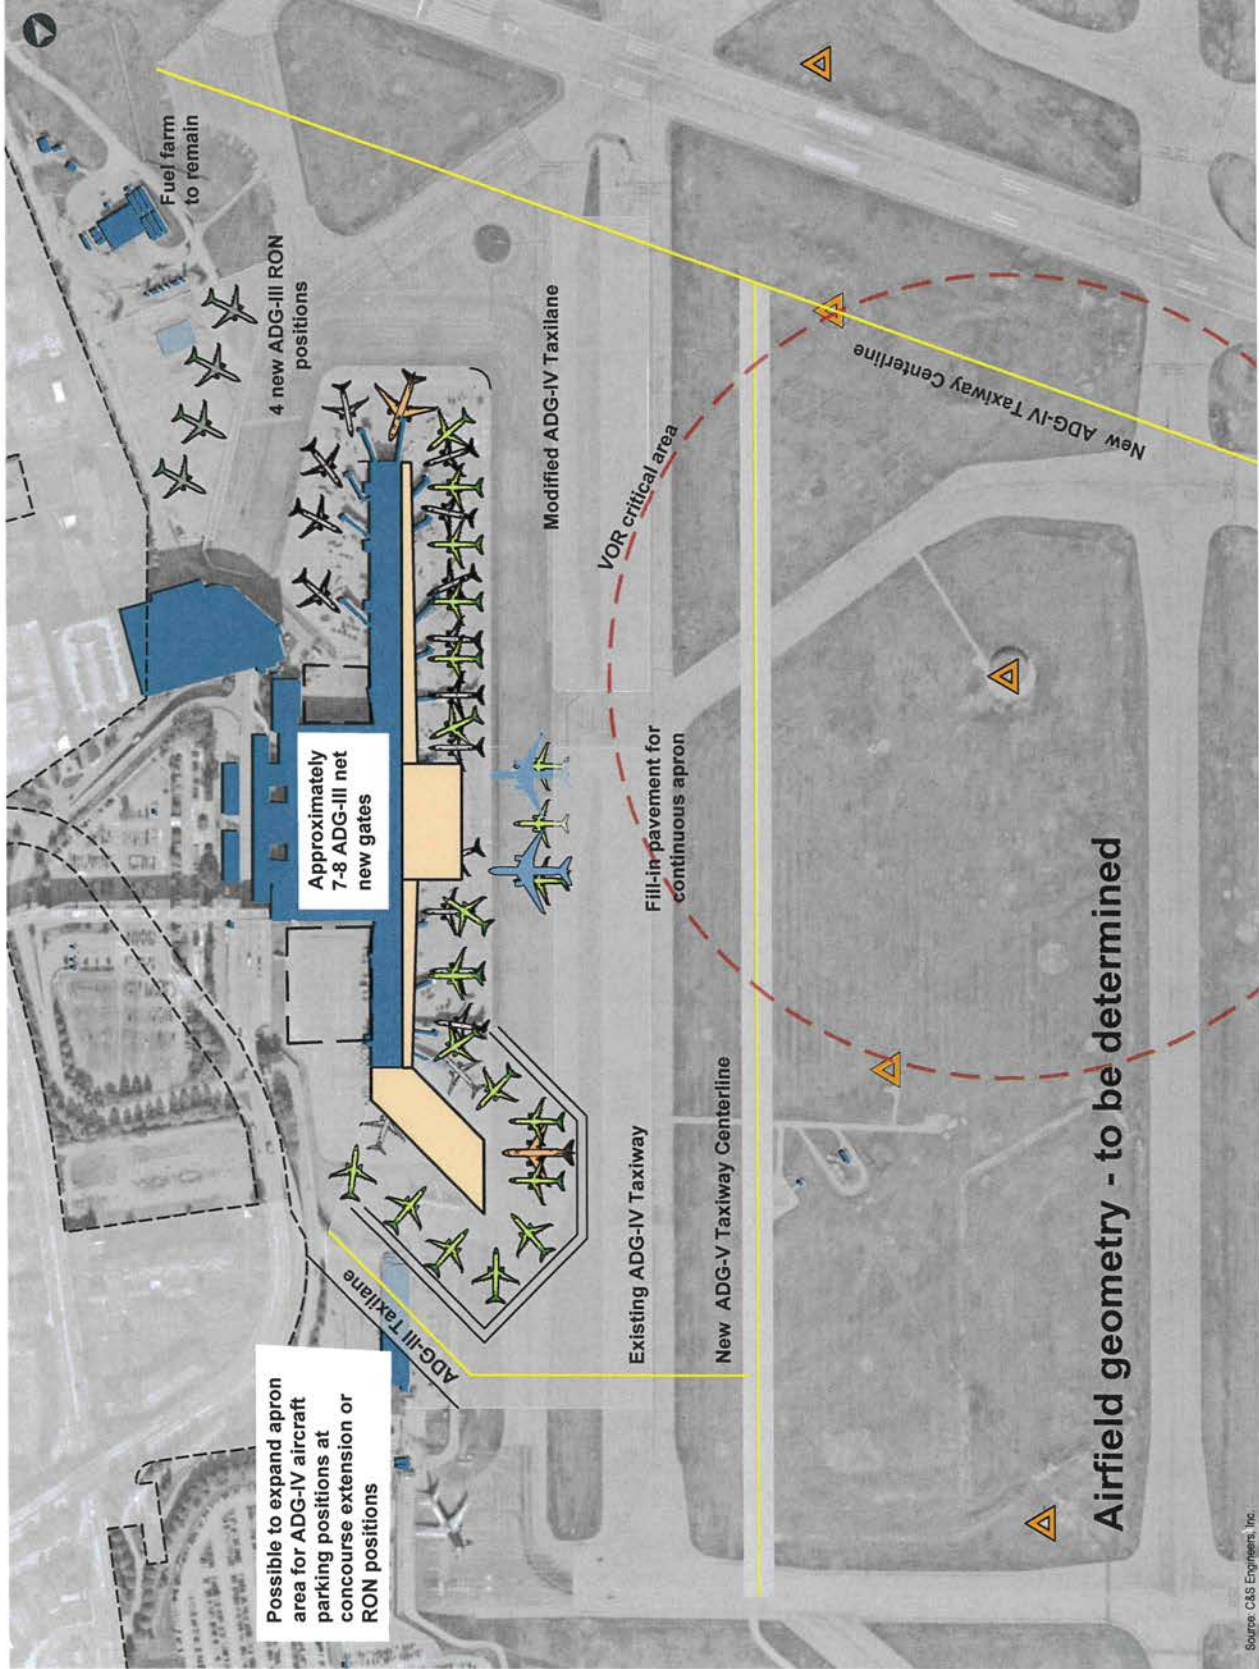 Fuel farm
to remain
4 new ADG-III RON
positions
Approximately
7-8 ADG-III net
new gates
Modified ADG-IV Taxilane
VOR critical area
New ADG-IV Taxiway Centerline
Fill-in pavement for
continuous apron
Possible to expand apron
area for ADG-IV aircraft
parking positions at
concourse extension or
RON positions
ADG-III Taxilane
Existing ADG-IV Taxiway
New ADG-V Taxiway Centerline
Airfield geometry - to be determined
Source: C&S Engineers, Inc.